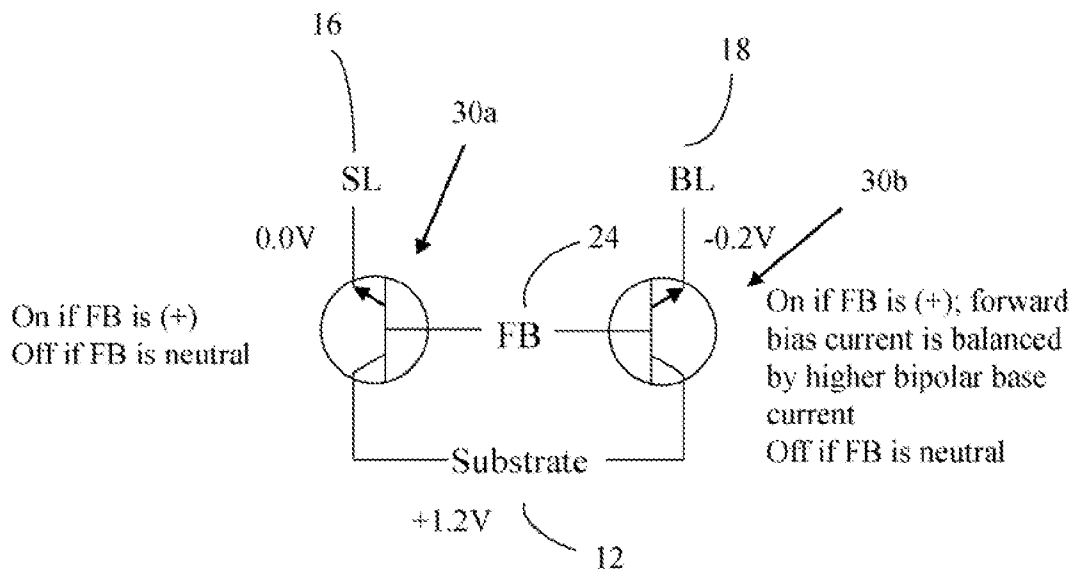 16
18
30a
SL
BL
30b
0.0V
24
-0.2V
On if FB is (+)
Off if FB is neutral
FB
On if FB is (+); forward
bias current is balanced
by higher bipolar base
current
Off if FB is neutral
Substrate
+1.2V
12